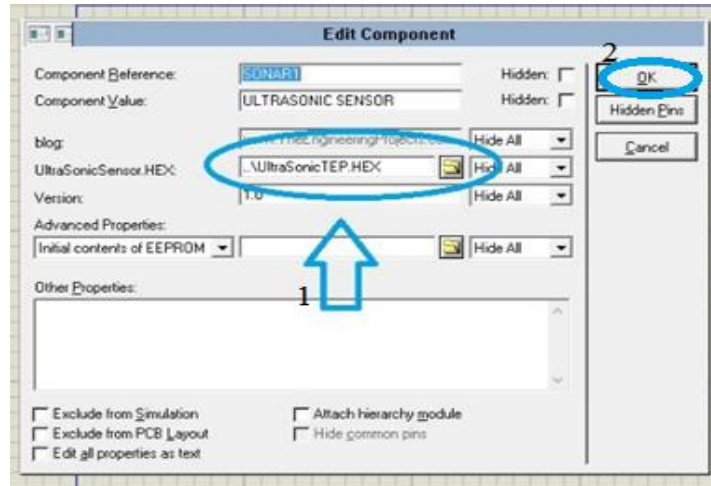 Edit Component
2
Component Reference: SONAR1 Hidden:
Component Value: ULTRASONIC SENSOR Hidden:
OK
Hidden Pins
Cancel
blog: Hide All
UltraSonicSensor.HEX: ..\UltraSonicTEP.HEX Hide All
Version: 1.0 Hide All
Advanced Properties:
Initial contents of EEPROM Hide All
Other Properties:
1
Exclude from Simulation Attach hierarchy module
Exclude from PCB Layout Hide common pins
Edit all properties as text